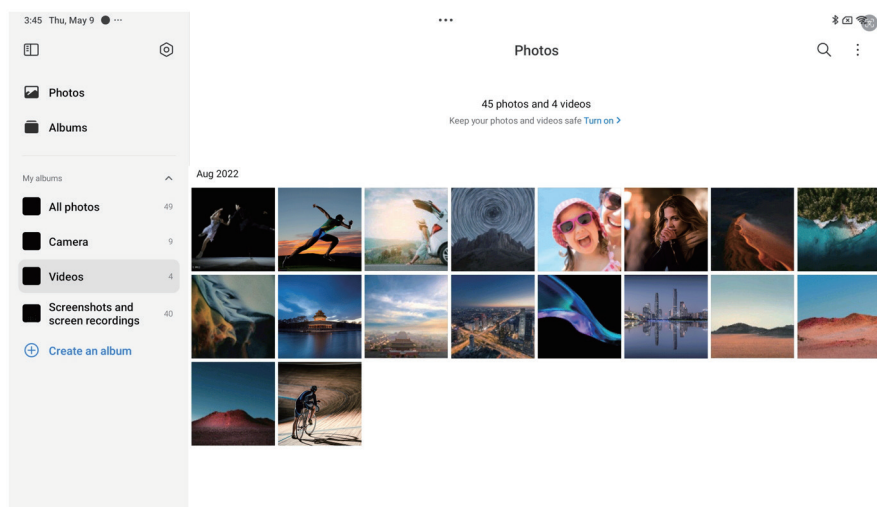 3:45 Thu, May 9
Photos
Albums
My albums
All photos 49
Camera 9
Videos 4
Screenshots and
screen recordings 40
Create an album
Photos
45 photos and 4 videos
Keep your photos and videos safe Turn on >
Aug 2022